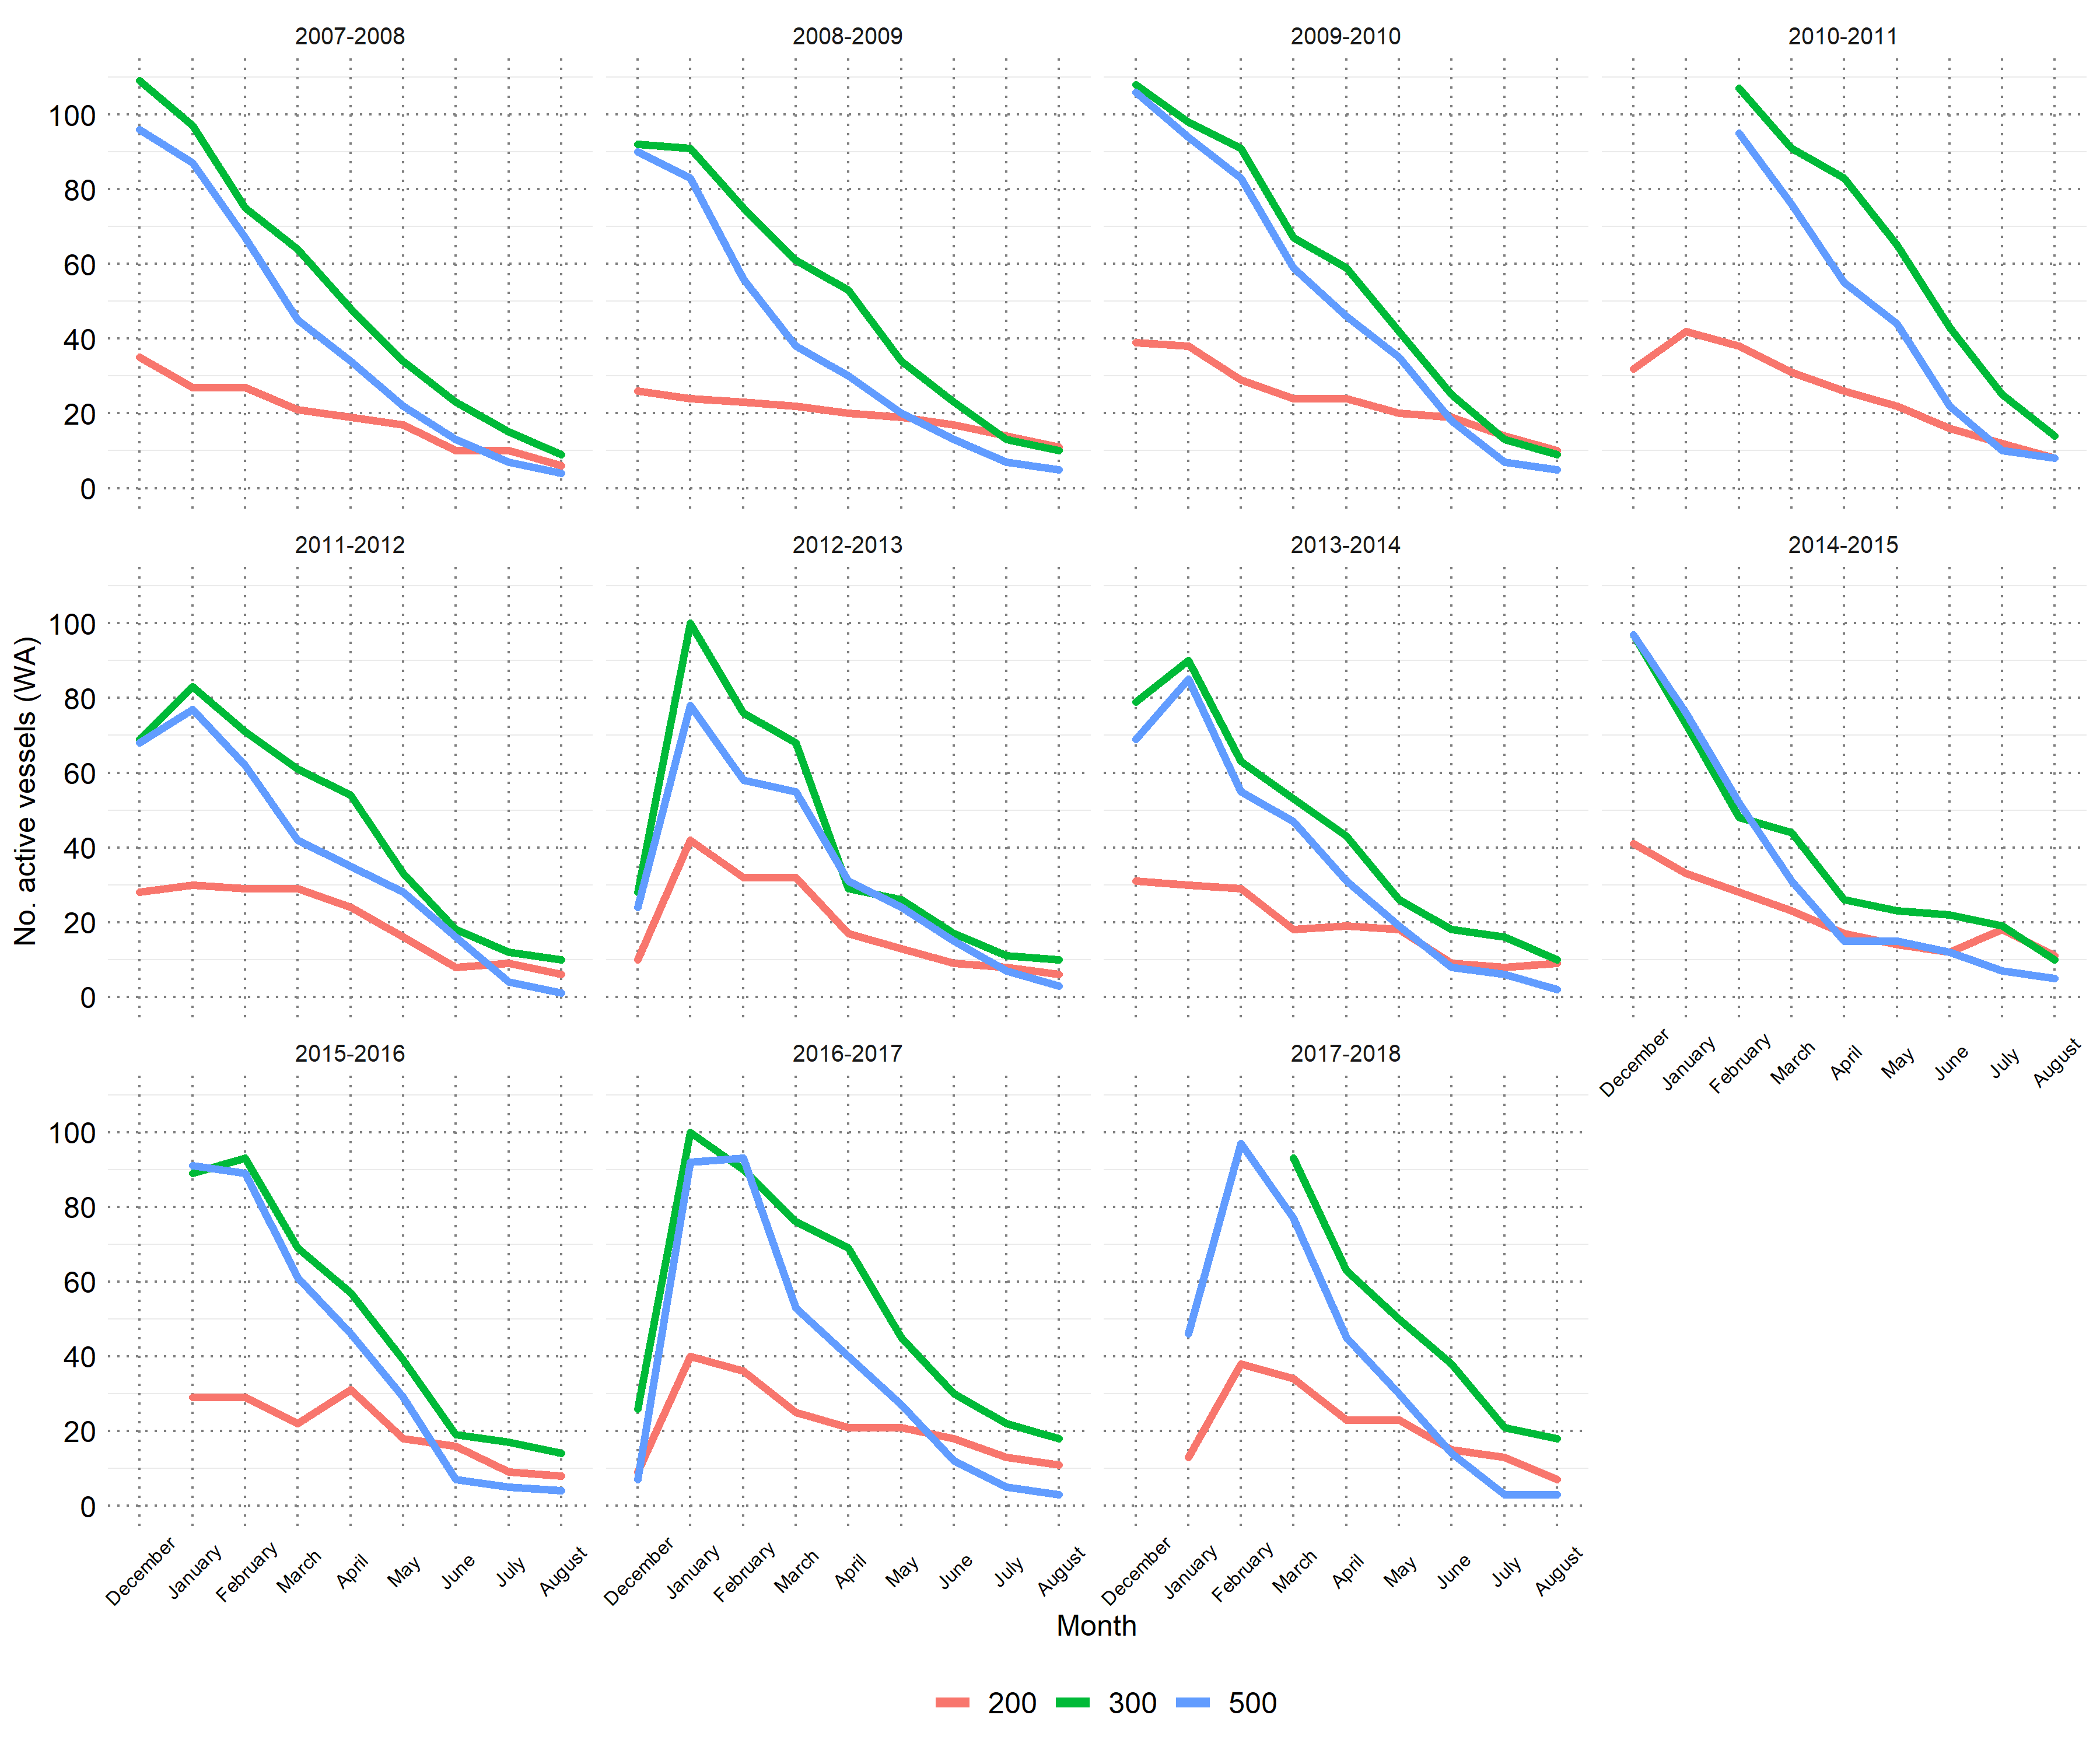 2007-2008 2008-2009 2009-2010 2010-2011
100
80
60
40
20
0
2011-2012 2012-2013 2013-2014 2014-2015
100
80
60
40
20
0
No. active vessels (WA)
December January February March April May June July August
2015-2016 2016-2017 2017-2018
100
80
60
40
20
0
December January February March April May June July August December January February March April May June July August December January February March April May June July August
Month
200 300 500